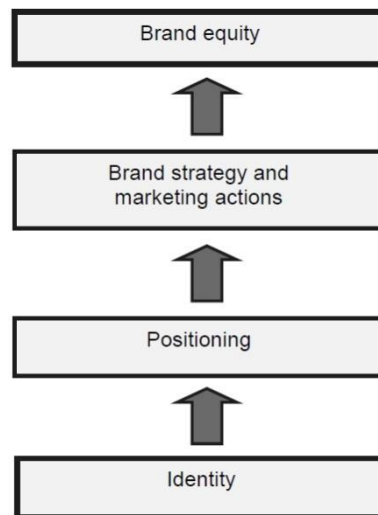 Brand equity
Brand strategy and
marketing actions
Positioning
Identity